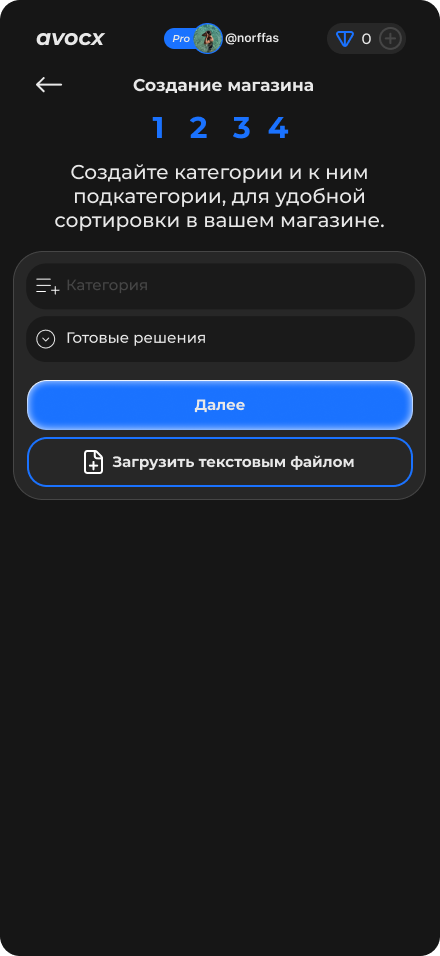 avocx
Pro @norffas
0
Создание магазина
1 2 3 4
Создайте категории и к ним
подкатегории, для удобной
сортировки в вашем магазине.
Категория
Готовые решения
Далее
Загрузить текстовым файлом